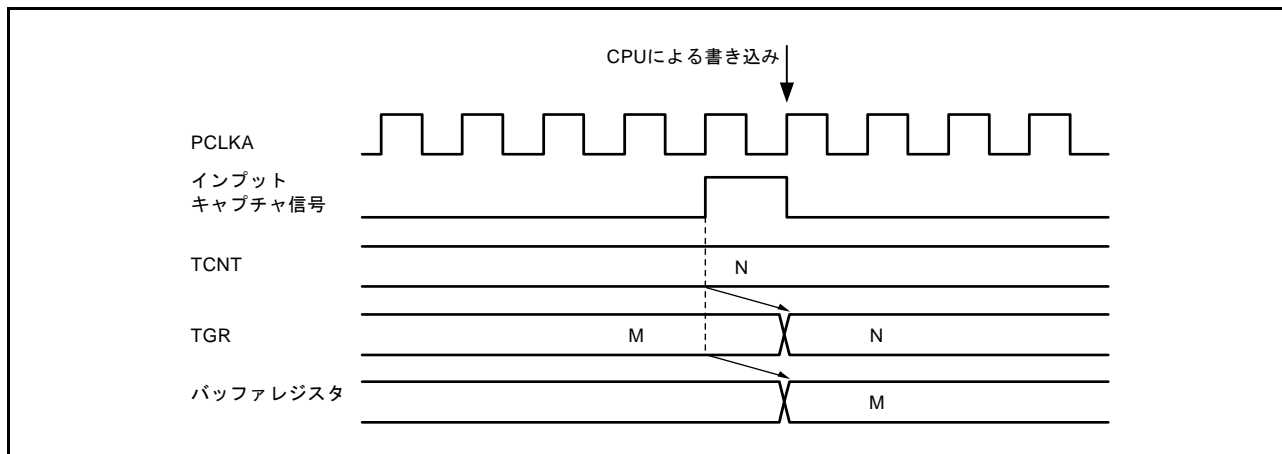 CPUによる書き込み
PCLKA
インプット
キャプチャ信号
TCNT
N
TGR
M
N
バッファレジスタ
M